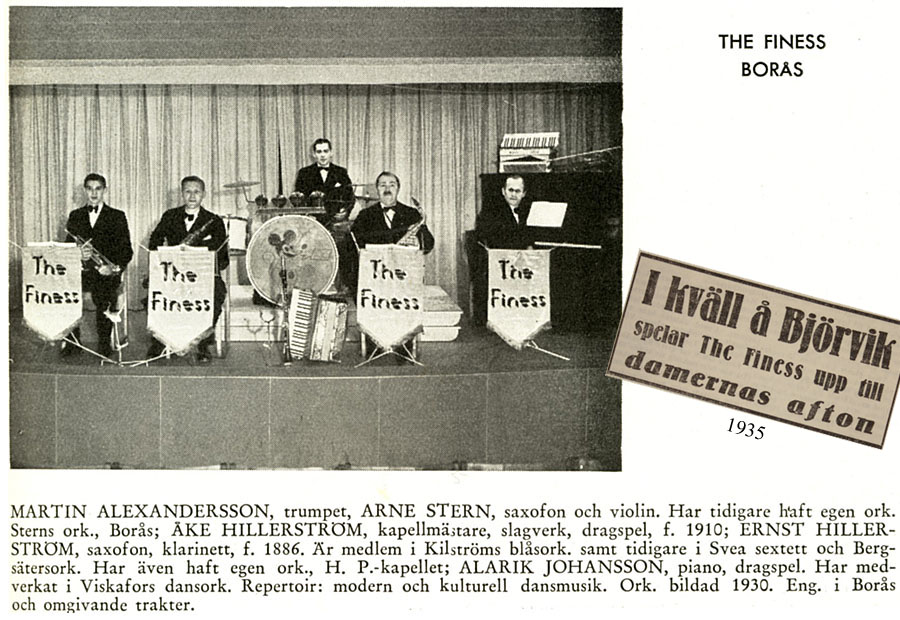 THE FINESS
BORÅS
The
Finess
The
Finess
The
Finess
The
Finess
I kväll å Björvik
spelar The Finess upp till
damernas afton
1935
MARTIN ALEXANDERSSON, trumpet, ARNE STERN, saxofon och violin. Har tidigare haft egen ork.
Sterns ork., Borås; ÅKE HILLERSTRÖM, kapellmästare, slagverk, dragspel, f. 1910; ERNST HILLER-
STRÖM, saxofon, klarinett, f. 1886. Är medlem i Kilströms blåsork. samt tidigare i Svea sextett och Berg-
sätersork. Har även haft egen ork., H. P.-kapellet; ALARIK JOHANSSON, piano, dragspel. Har med-
verkat i Viskafors dansork. Repertoir: modern och kulturell dansmusik. Ork. bildad 1930. Eng. i Borås
och omgivande trakter.